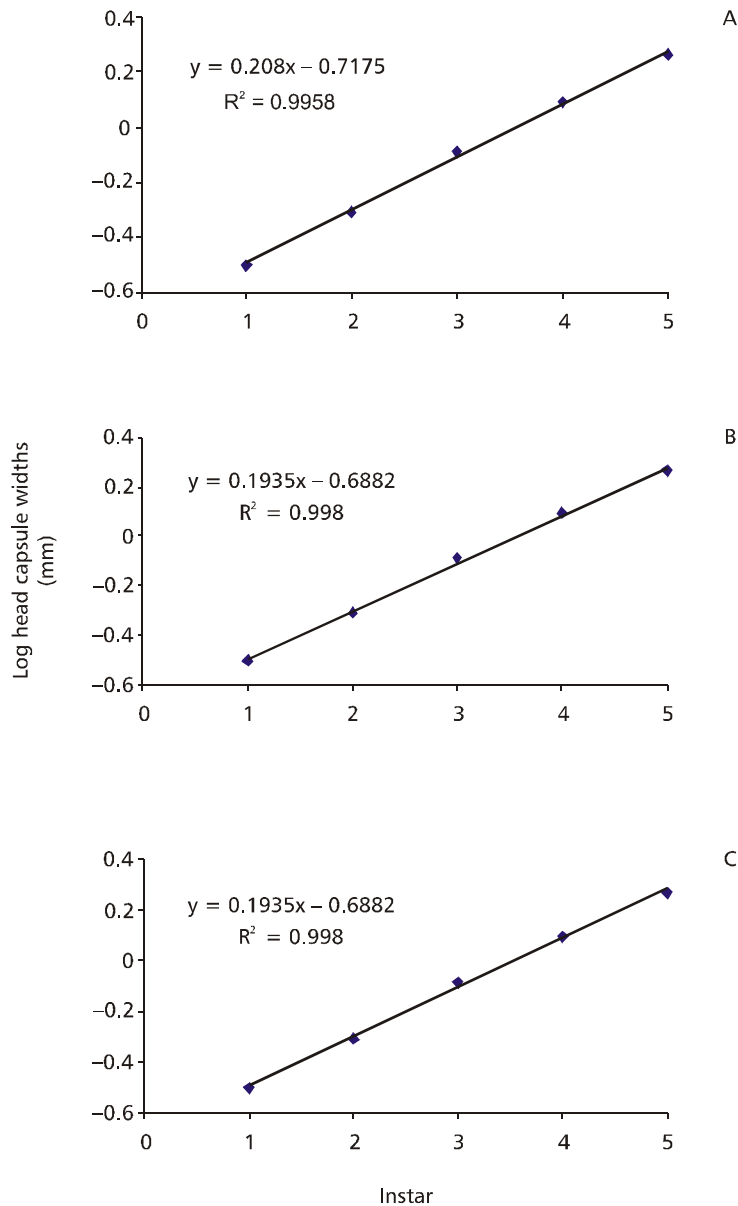 A
0.4
0.2
0
−0.2
−0.4
−0.6
y = 0.208x − 0.7175
R² = 0.9958
0 1 2 3 4 5
Log head capsule widths
(mm)
B
0.4
0.2
0
−0.2
−0.4
−0.6
y = 0.1935x − 0.6882
R² = 0.998
0 1 2 3 4 5
C
0.4
0.2
0
−0.2
−0.4
−0.6
y = 0.1935x − 0.6882
R² = 0.998
0 1 2 3 4 5
Instar